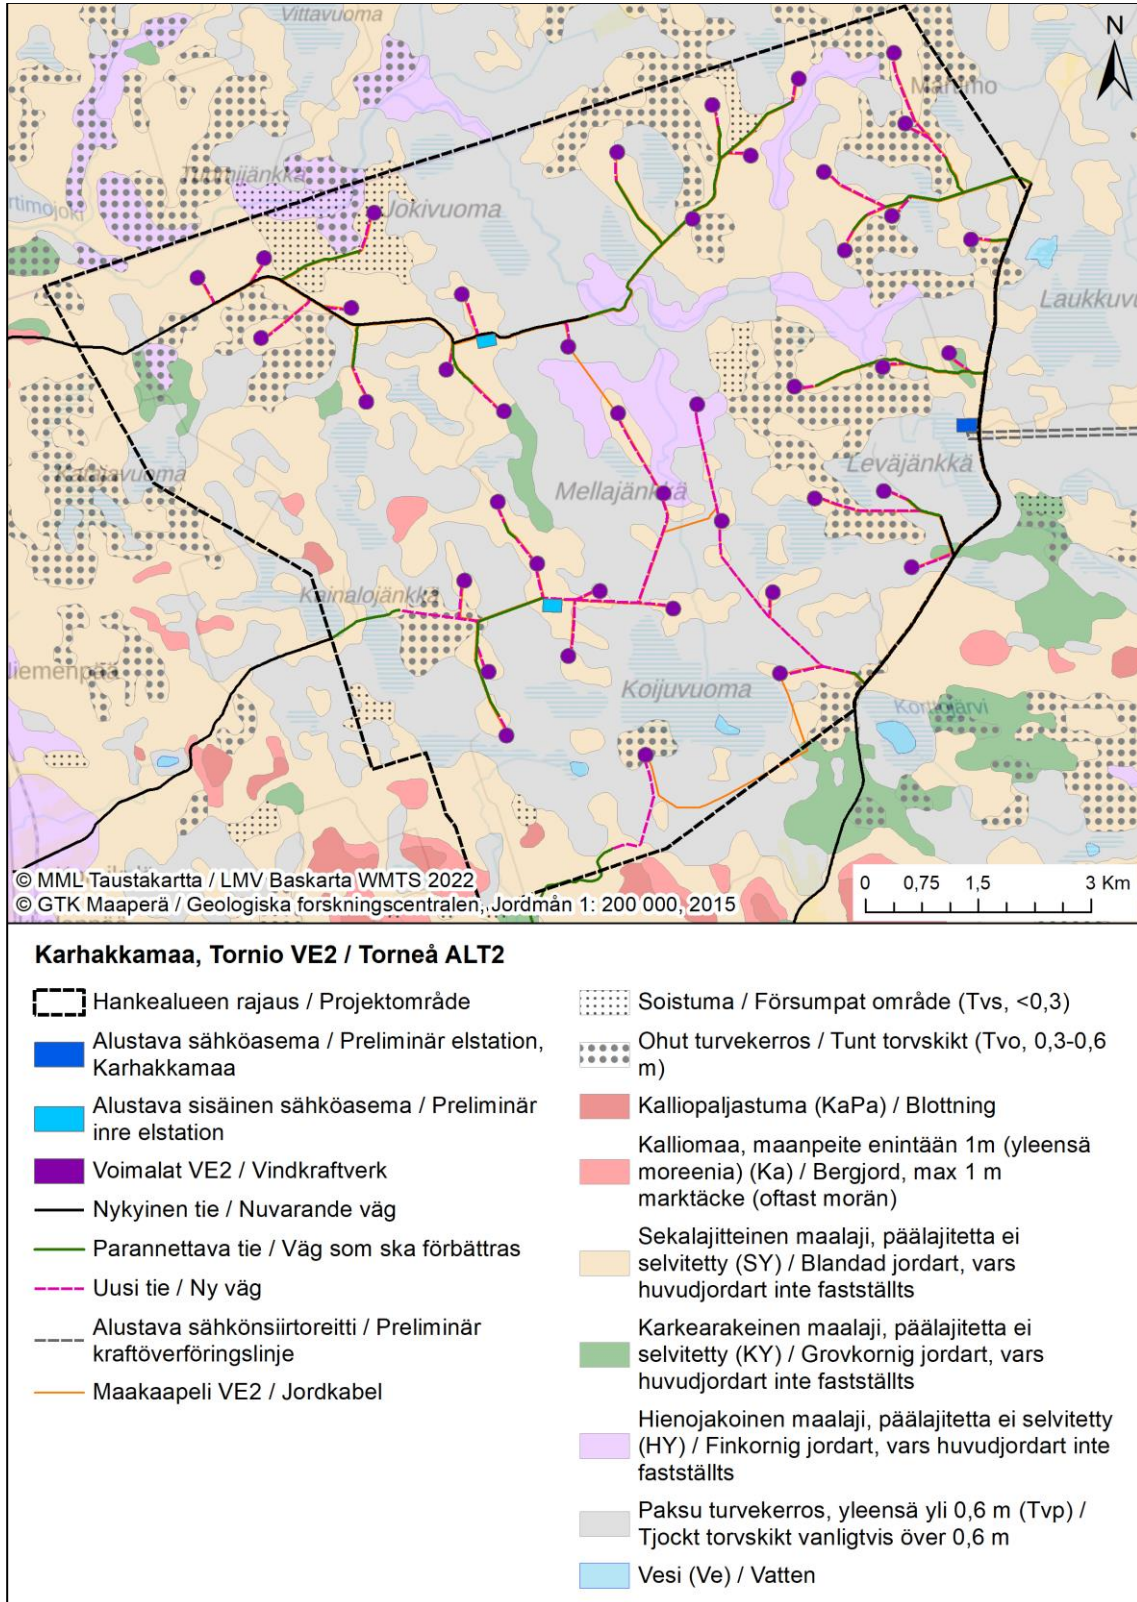 Vittavuoma
N
Martimo
Tuumijänkkä
rtimojoki
Jokivuoma
Laukkuvu
Leväjänkkä
Mellajänkkä
Katajavuoma
Kainalojänkkä
liemenpää
Koijuvuoma
Korttojärvi
© MML Taustakartta / LMV Baskarta WMTS 2022
© GTK Maaperä / Geologiska forskningscentralen, Jordmån 1: 200 000, 2015
0 0,75 1,5 3 Km
Karhakkamaa, Tornio VE2 / Torneå ALT2
Hankealueen rajaus / Projektområde
Alustava sähköasema / Preliminär elstation,
Karhakkamaa
Alustava sisäinen sähköasema / Preliminär
inre elstation
Voimalat VE2 / Vindkraftverk
Nykyinen tie / Nuvarande väg
Parannettava tie / Väg som ska förbättras
Uusi tie / Ny väg
Alustava sähkönsiirtoreitti / Preliminär
kraftöverföringslinje
Maakaapeli VE2 / Jordkabel
Soistuma / Försumpat område (Tvs, <0,3)
Ohut turvekerros / Tunt torvskikt (Tvo, 0,3-0,6
m)
Kalliopaljastuma (KaPa) / Blottning
Kalliomaa, maanpeite enintään 1m (yleensä
moreenia) (Ka) / Bergjord, max 1 m
marktäcke (oftast morän)
Sekalajitteinen maalaji, päälajitetta ei
selvitetty (SY) / Blandad jordart, vars
huvudjordart inte fastställts
Karkearakeinen maalaji, päälajitetta ei
selvitetty (KY) / Grovkornig jordart, vars
huvudjordart inte fastställts
Hienojakoinen maalaji, päälajitetta ei selvitetty
(HY) / Finkornig jordart, vars huvudjordart inte
fastställts
Paksu turvekerros, yleensä yli 0,6 m (Tvp) /
Tjockt torvskikt vanligtvis över 0,6 m
Vesi (Ve) / Vatten